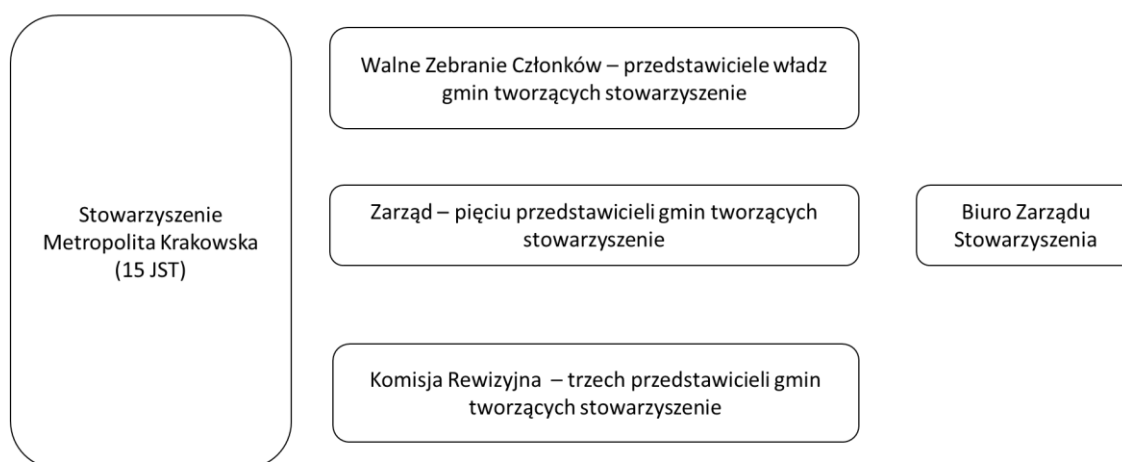 Stowarzyszenie
Metropolita Krakowska
(15 JST)
Walne Zebranie Członków – przedstawiciele władz
gmin tworzących stowarzyszenie
Zarząd – pięciu przedstawicieli gmin tworzących
stowarzyszenie
Biuro Zarządu
Stowarzyszenia
Komisja Rewizyjna – trzech przedstawicieli gmin
tworzących stowarzyszenie